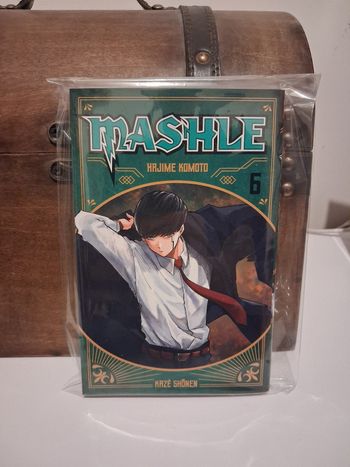 MASHLE
HAJIME KOMOTO
6
KAZÉ SHÔNEN